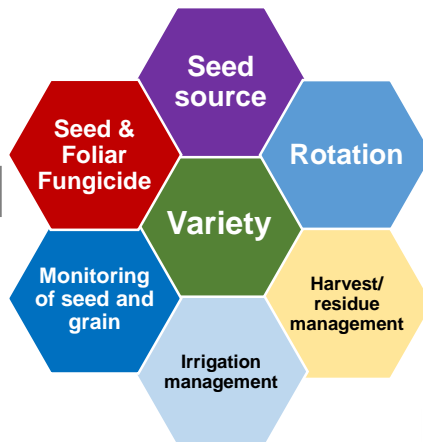 Seed
source
Seed &
Foliar
Fungicide
Rotation
Variety
Monitoring
of seed and
grain
Harvest/
residue
management
Irrigation
management